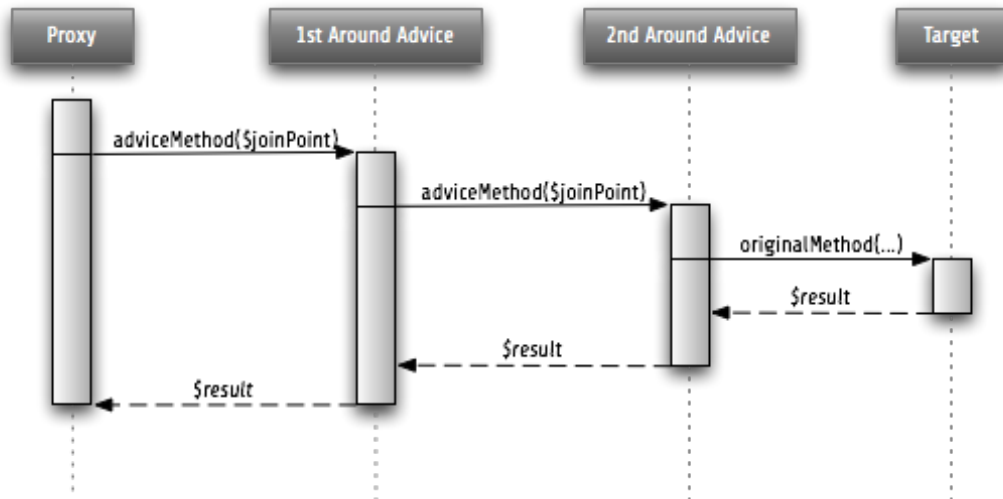 Proxy
1st Around Advice
2nd Around Advice
Target
adviceMethod($joinPoint)
adviceMethod($joinPoint)
originalMethod(...)
$result
$result
$result